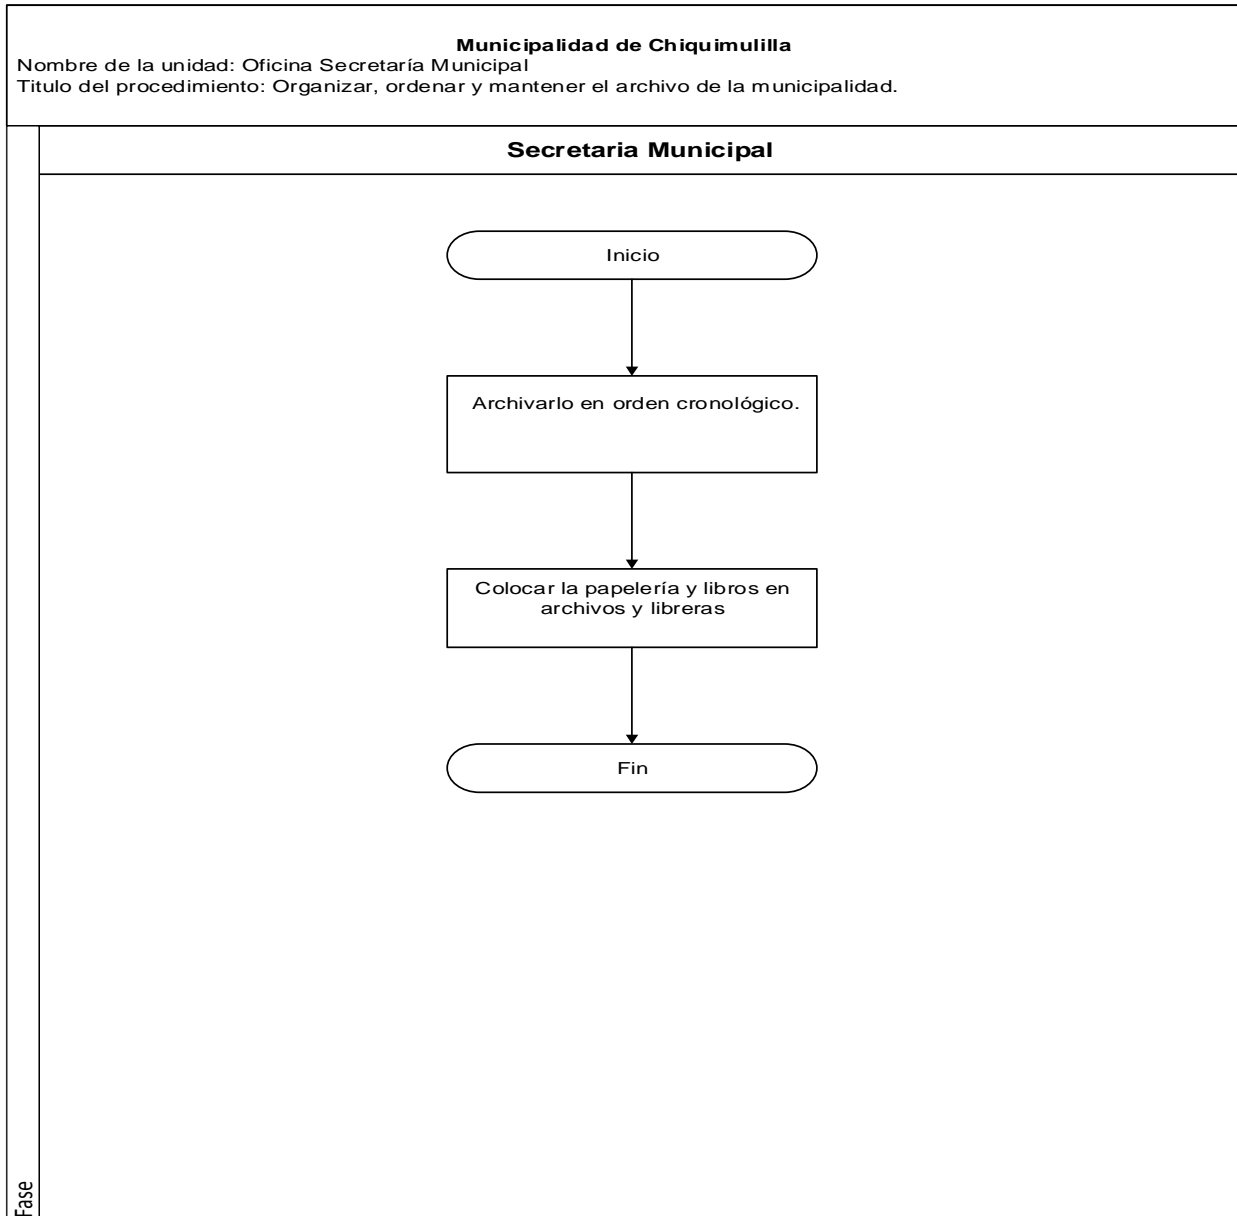 Municipalidad de Chiquimulilla
Nombre de la unidad: Oficina Secretaría Municipal
Titulo del procedimiento: Organizar, ordenar y mantener el archivo de la municipalidad.
Secretaria Municipal
Inicio
Archivarlo en orden cronológico.
Colocar la papelería y libros en
archivos y libreras
Fin
Fase